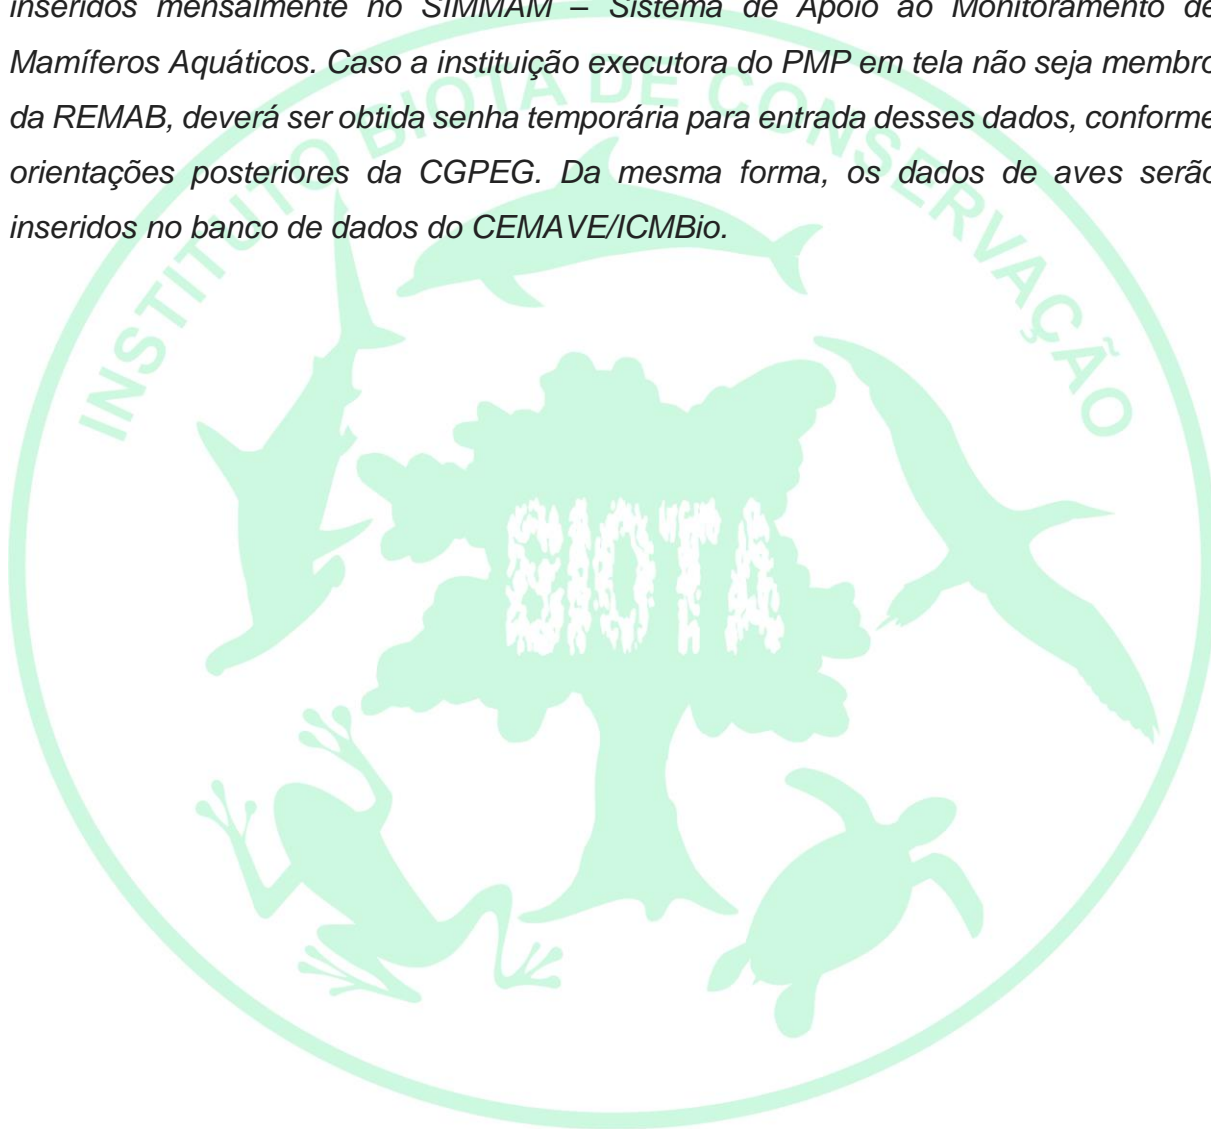 inseridos mensalmente no SIMMAM – Sistema de Apoio ao Monitoramento de
Mamíferos Aquáticos. Caso a instituição executora do PMP em tela não seja membro
da REMAB, deverá ser obtida senha temporária para entrada desses dados, conforme
orientações posteriores da CGPEG. Da mesma forma, os dados de aves serão
inseridos no banco de dados do CEMAVE/ICMBio.
INSTITUTO BIOTA DE CONSERVAÇÃO
BIOTA